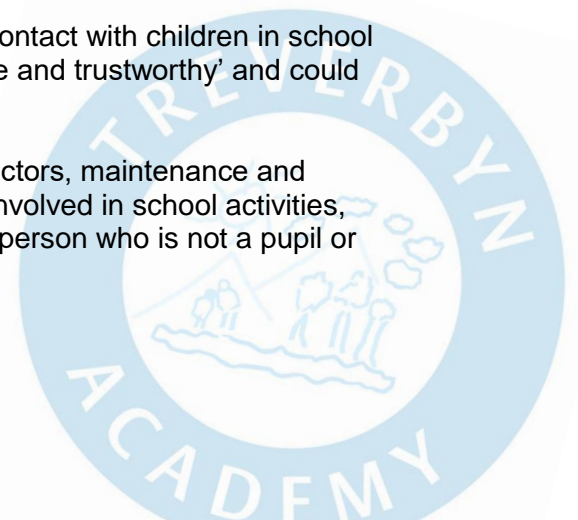 ontact with children in school
e and trustworthy’ and could
ctors, maintenance and
nvolved in school activities,
person who is not a pupil or
TREVERBYN
ACADEMY